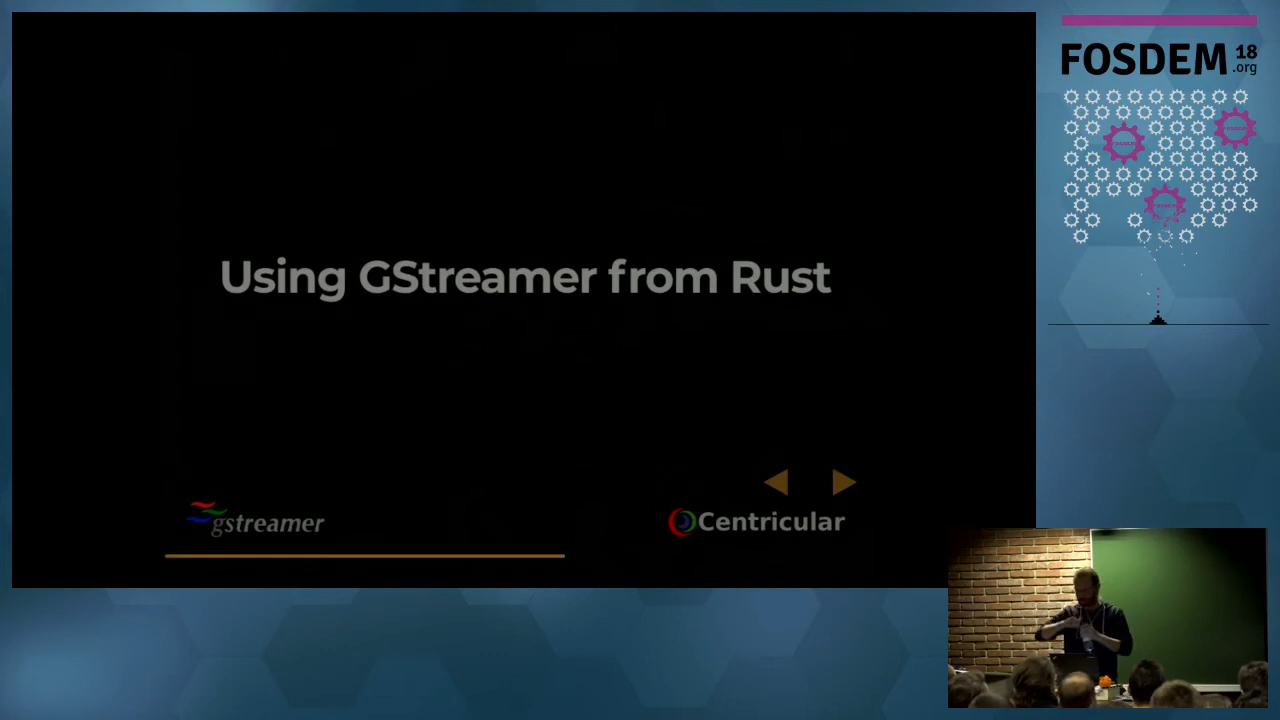 Using GStreamer from Rust
gstreamer
Centricular
FOSDEM 18
.org